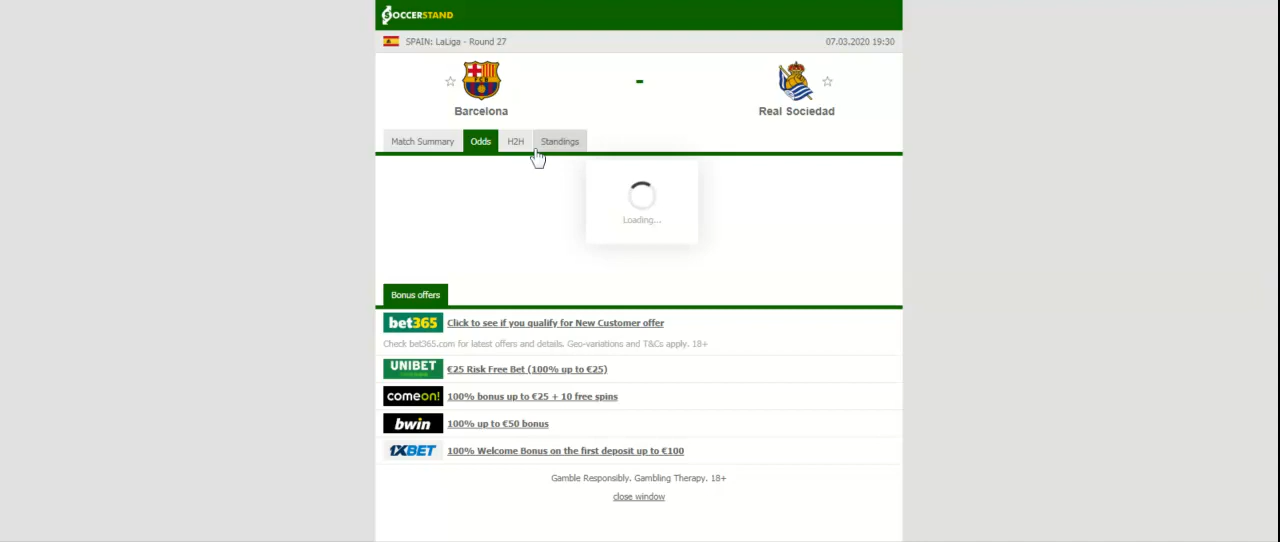 SOCCERSTAND
SPAIN: LaLiga - Round 27 07.03.2020 19:30
FCB
-
Barcelona Real Sociedad
Match Summary Odds H2H Standings
Loading...
Bonus offers
bet365 Click to see if you qualify for New Customer offer
Check bet365.com for latest offers and details. Geo-variations and T&Cs apply. 18+
UNIBET €25 Risk Free Bet (100% up to €25)
comeon! 100% bonus up to €25 + 10 free spins
bwin 100% up to €50 bonus
1XBET 100% Welcome Bonus on the first deposit up to €100
Gamble Responsibly. Gambling Therapy. 18+
close window